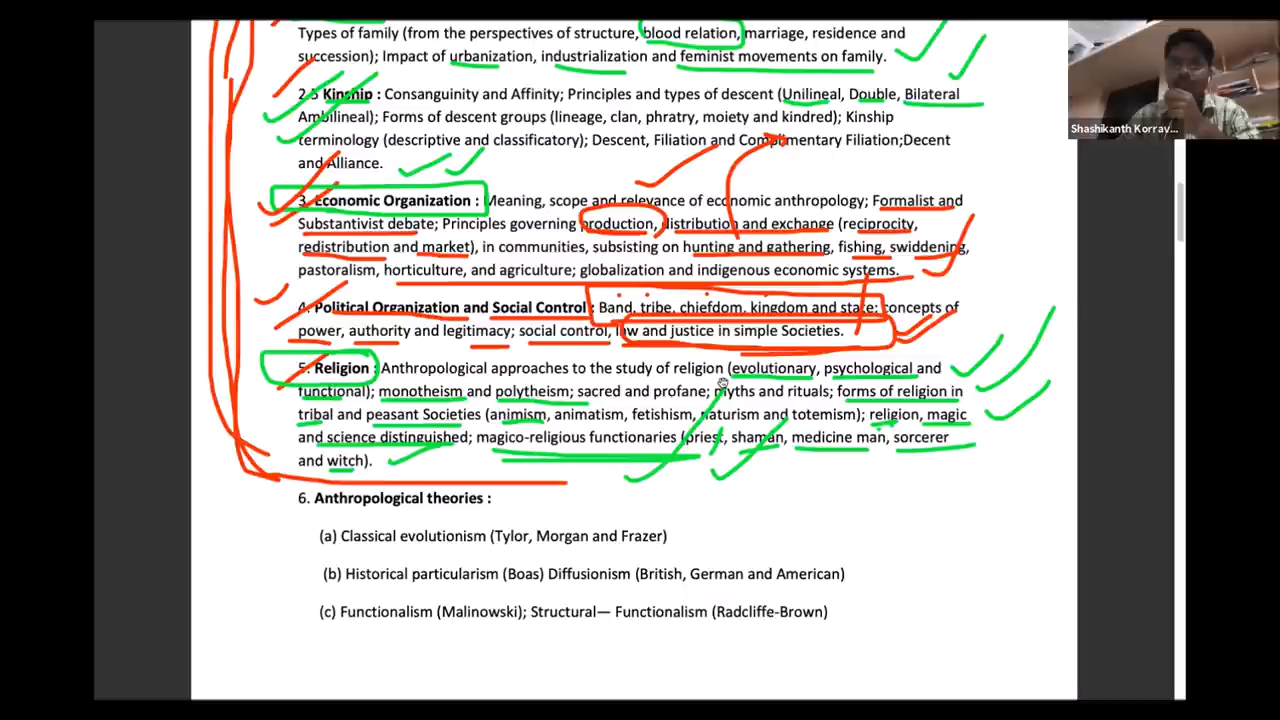 Types of family (from the perspectives of structure, blood relation, marriage, residence and
succession); Impact of urbanization, industrialization and feminist movements on family.
2.5 Kinship : Consanguinity and Affinity; Principles and types of descent (Unilineal, Double, Bilateral
Ambilineal); Forms of descent groups (lineage, clan, phratry, moiety and kindred); Kinship
terminology (descriptive and classificatory); Descent, Filiation and Complimentary Filiation;Decent
and Alliance.
3. Economic Organization : Meaning, scope and relevance of economic anthropology; Formalist and
Substantivist debate; Principles governing production, distribution and exchange (reciprocity,
redistribution and market), in communities, subsisting on hunting and gathering, fishing, swiddening,
pastoralism, horticulture, and agriculture; globalization and indigenous economic systems.
4. Political Organization and Social Control : Band, tribe, chiefdom, kingdom and state; concepts of
power, authority and legitimacy; social control, law and justice in simple Societies.
5. Religion : Anthropological approaches to the study of religion (evolutionary, psychological and
functional); monotheism and polytheism; sacred and profane; myths and rituals; forms of religion in
tribal and peasant Societies (animism, animatism, fetishism, naturism and totemism); religion, magic
and science distinguished; magico-religious functionaries (priest, shaman, medicine man, sorcerer
and witch).
6. Anthropological theories :
(a) Classical evolutionism (Tylor, Morgan and Frazer)
(b) Historical particularism (Boas) Diffusionism (British, German and American)
(c) Functionalism (Malinowski); Structural— Functionalism (Radcliffe-Brown)
Shashikanth Korray...